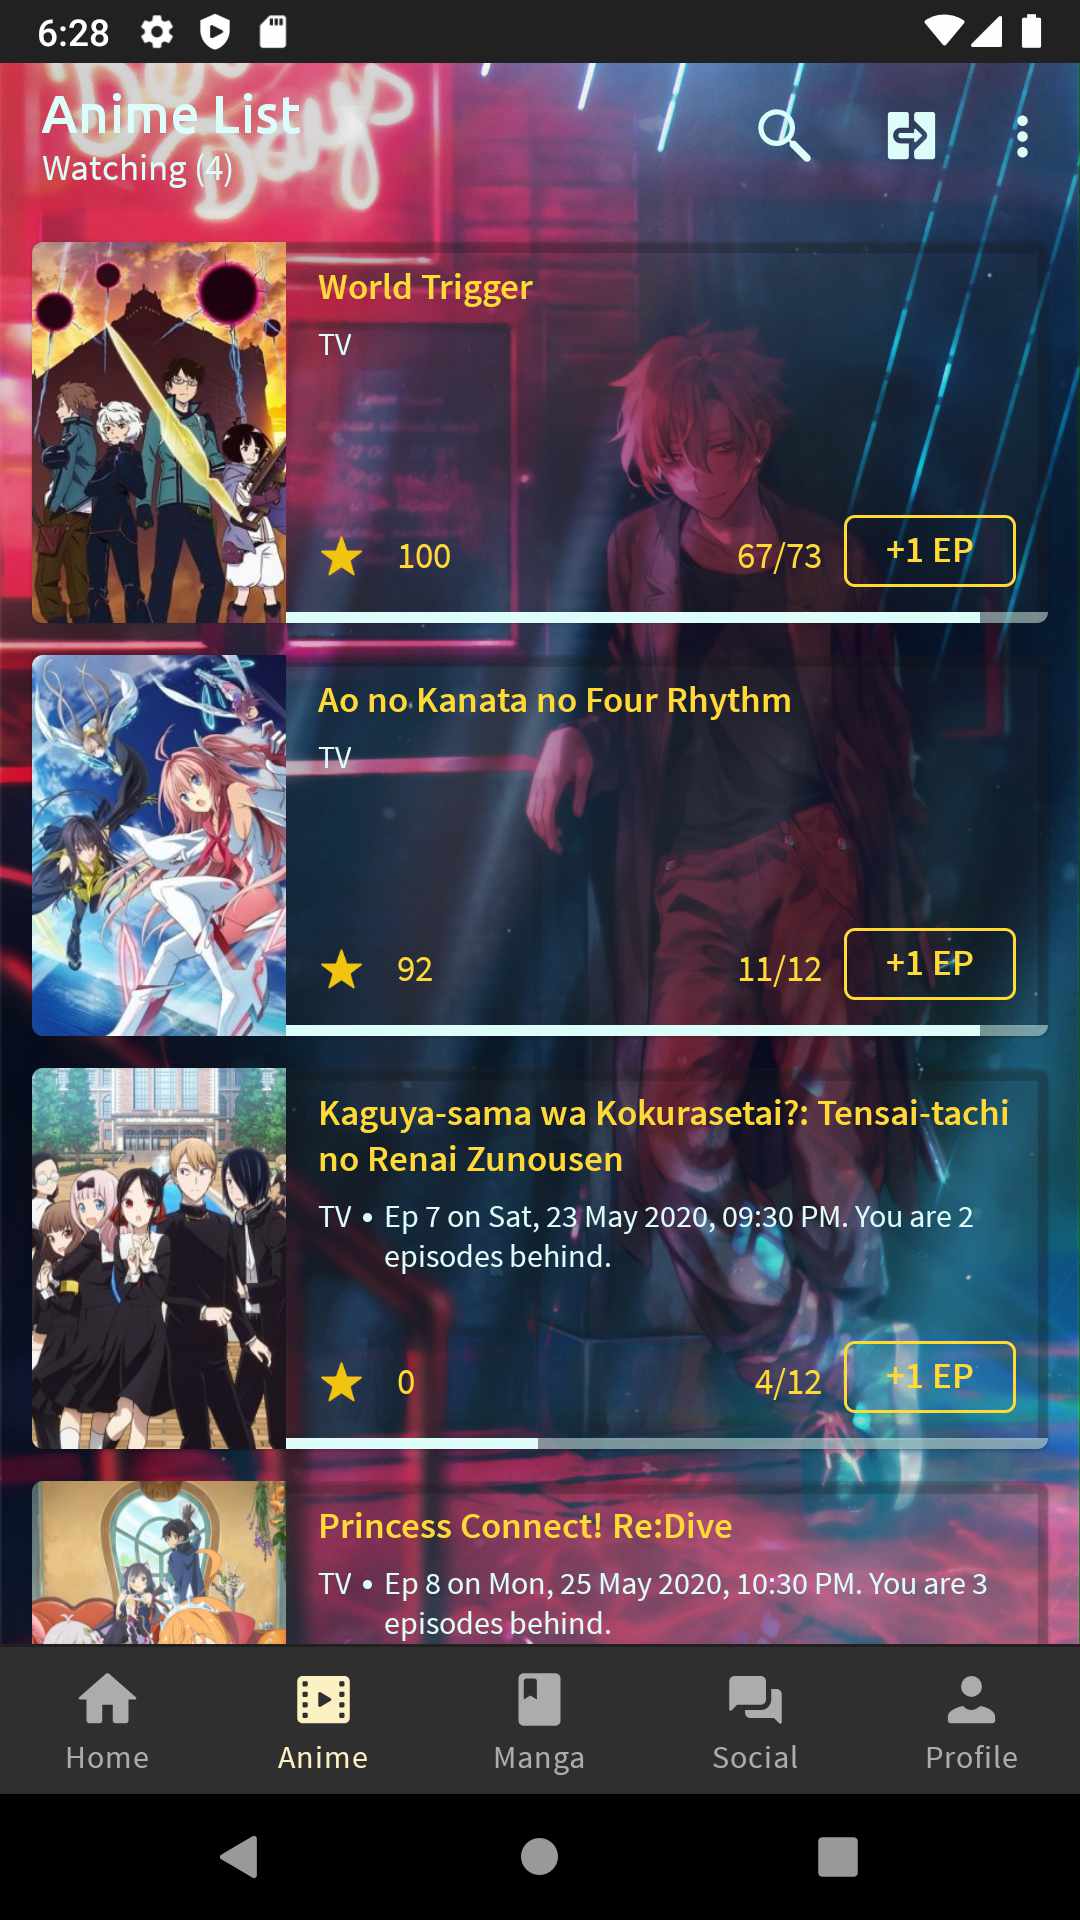 6:28
Days
Anime List
Watching (4)
World Trigger
TV
100
67/73
+1 EP
Ao no Kanata no Four Rhythm
TV
92
11/12
+1 EP
Kaguya-sama wa Kokurasetai?: Tensai-tachi
no Renai Zunousen
TV • Ep 7 on Sat, 23 May 2020, 09:30 PM. You are 2
episodes behind.
0
4/12
+1 EP
Princess Connect! Re:Dive
TV • Ep 8 on Mon, 25 May 2020, 10:30 PM. You are 3
episodes behind.
Home
Anime
Manga
Social
Profile